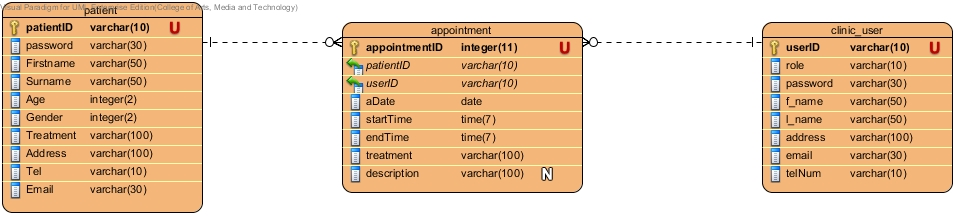 Visual Paradigm for UML Enterprise Edition(College of Arts, Media and Technology)
patient
patientID varchar(10) U
password varchar(30)
Firstname varchar(50)
Surname varchar(50)
Age integer(2)
Gender integer(2)
Treatment varchar(100)
Address varchar(100)
Tel varchar(10)
Email varchar(30)
appointment
appointmentID integer(11) U
patientID varchar(10)
userID varchar(10)
aDate date
startTime time(7)
endTime time(7)
treatment varchar(100)
description varchar(100) N
clinic_user
userID varchar(10) U
role varchar(10)
password varchar(30)
f_name varchar(50)
l_name varchar(50)
address varchar(100)
email varchar(30)
telNum varchar(10)